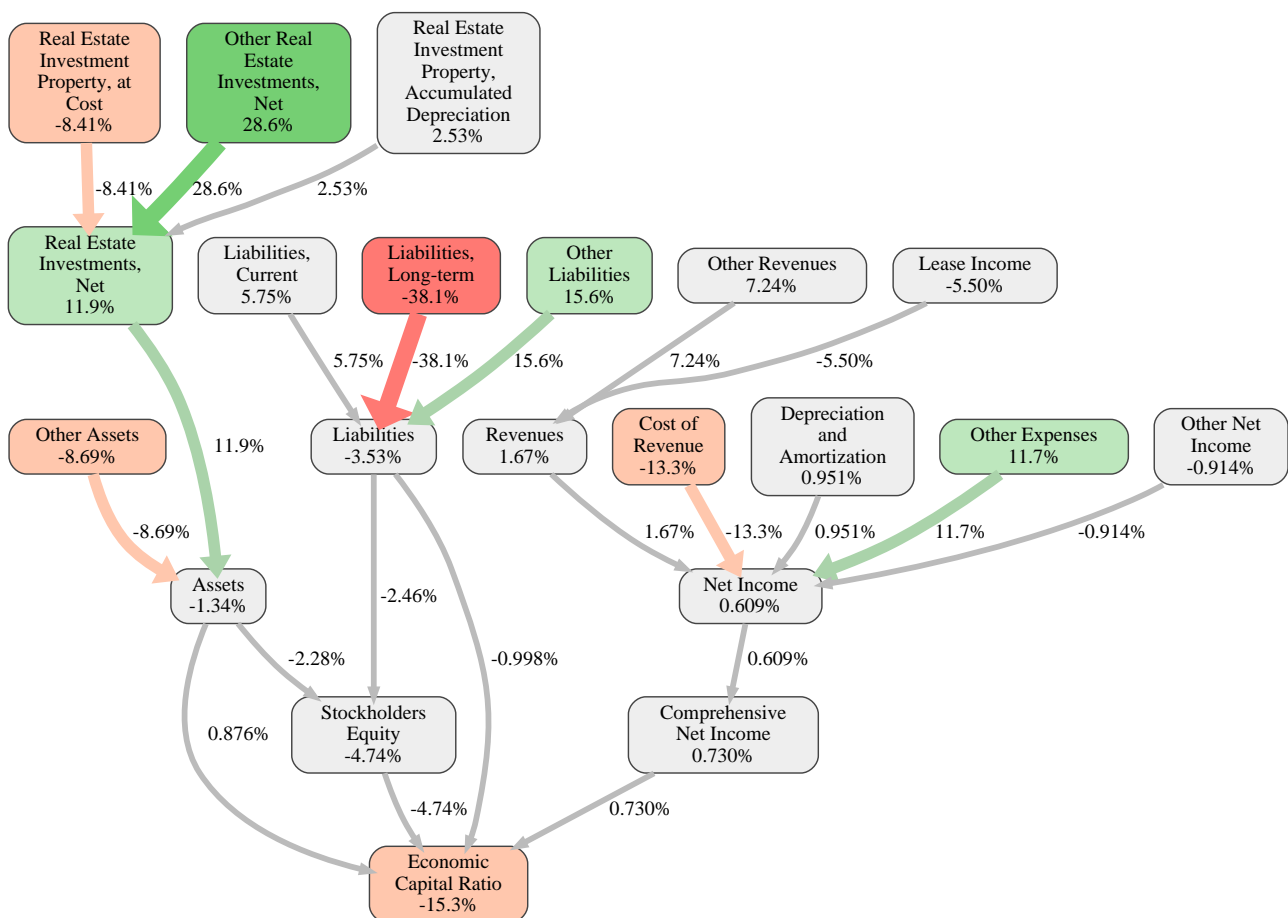 Real Estate
Investment
Property, at
Cost
-8.41%
Other Real
Estate
Investments,
Net
28.6%
Real Estate
Investment
Property,
Accumulated
Depreciation
2.53%
-8.41%
28.6%
2.53%
Real Estate
Investments,
Net
11.9%
Liabilities,
Current
5.75%
Liabilities,
Long-term
-38.1%
Other
Liabilities
15.6%
Other Revenues
7.24%
Lease Income
-5.50%
5.75%
-38.1%
15.6%
7.24%
-5.50%
Other Assets
-8.69%
11.9%
Liabilities
-3.53%
Revenues
1.67%
Cost of
Revenue
-13.3%
Depreciation
and
Amortization
0.951%
Other Expenses
11.7%
Other Net
Income
-0.914%
-8.69%
1.67%
-13.3%
0.951%
11.7%
-0.914%
Assets
-1.34%
-2.46%
Net Income
0.609%
-2.28%
-0.998%
0.609%
0.876%
Stockholders
Equity
-4.74%
Comprehensive
Net Income
0.730%
-4.74%
0.730%
Economic
Capital Ratio
-15.3%